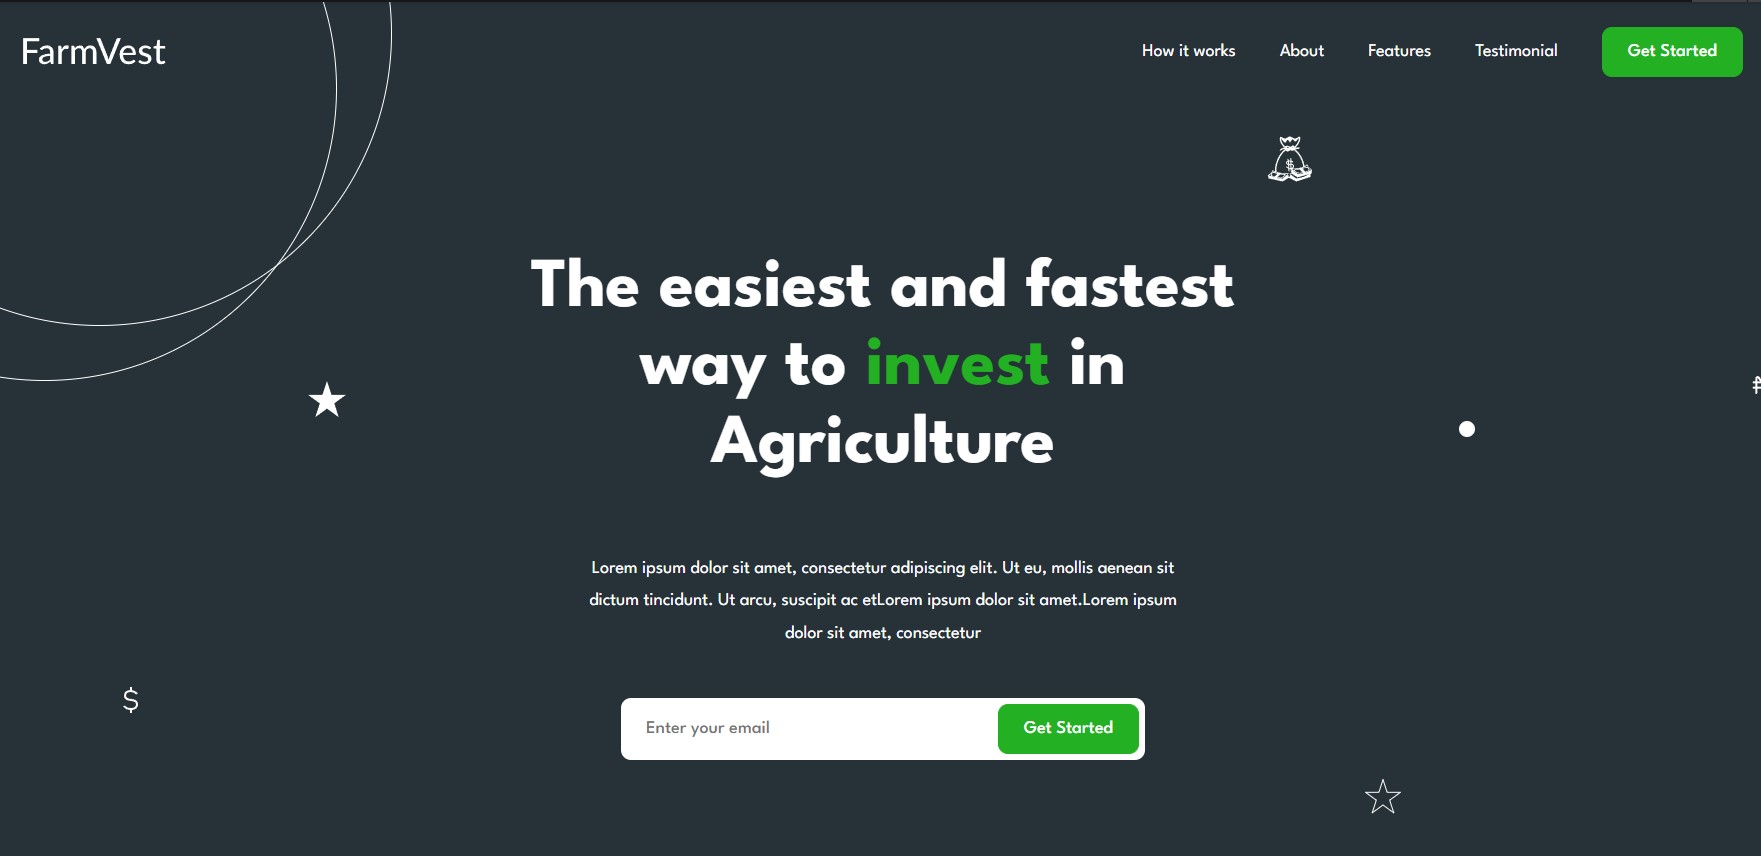 FarmVest
How it works
About
Features
Testimonial
Get Started
The easiest and fastest
way to invest in
Agriculture
Lorem ipsum dolor sit amet, consectetur adipiscing elit. Ut eu, mollis aenean sit
dictum tincidunt. Ut arcu, suscipit ac etLorem ipsum dolor sit amet.Lorem ipsum
dolor sit amet, consectetur
$
$
Enter your email
Get Started